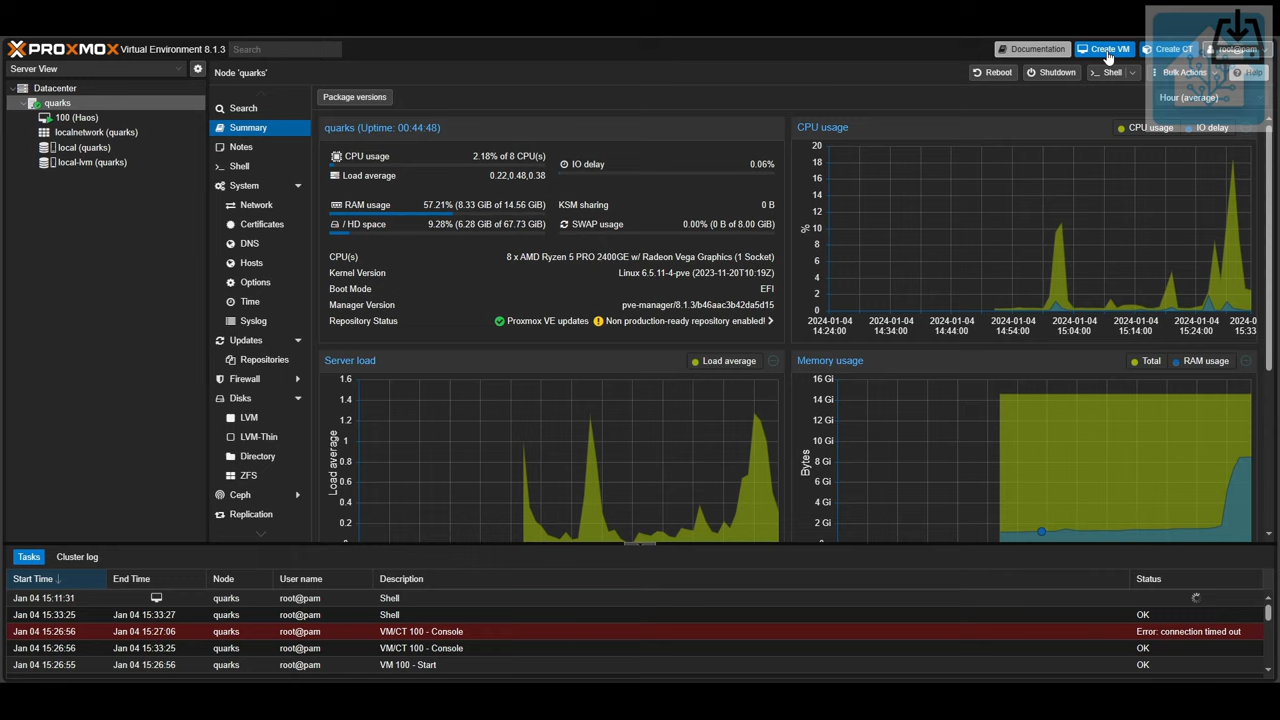 PROXMOX Virtual Environment 8.1.3 Search Documentation Create VM Create CT root@pam
Server View
Node 'quarks' Reboot Shutdown Shell Bulk Actions Help
Datacenter
quarks
100 (Haos)
localnetwork (quarks)
local (quarks)
local-lvm (quarks)
Search
Summary
Notes
Shell
System
Network
Certificates
DNS
Hosts
Options
Time
Syslog
Updates
Repositories
Firewall
Disks
LVM
LVM-Thin
Directory
ZFS
Ceph
Replication
Package versions Hour (average)
quarks (Uptime: 00:44:48)
CPU usage 2.18% of 8 CPU(s) IO delay 0.06%
Load average 0.22,0.48,0.38
RAM usage 57.21% (8.33 GiB of 14.56 GiB) KSM sharing 0 B
/ HD space 9.28% (6.28 GiB of 67.73 GiB) SWAP usage 0.00% (0 B of 8.00 GiB)
CPU(s) 8 x AMD Ryzen 5 PRO 2400GE w/ Radeon Vega Graphics (1 Socket)
Kernel Version Linux 6.5.11-4-pve (2023-11-20T10:19Z)
Boot Mode EFI
Manager Version pve-manager/8.1.3/b46aac3b42da5d15
Repository Status Proxmox VE updates Non production-ready repository enabled!
CPU usage CPU usage IO delay
20
18
16
14
12
10
8
6
4
2
0
%
2024-01-04 2024-01-04 2024-01-04 2024-01-04 2024-01-04 2024-01-04 2024-01-04 2024-0
14:24:00 14:34:00 14:44:00 14:54:00 15:04:00 15:14:00 15:24:00 15:33
Server load Load average
1.6
1.4
1.2
1
0.8
0.6
0.4
0.2
Load average
Memory usage Total RAM usage
16 Gi
14 Gi
12 Gi
10 Gi
8 Gi
6 Gi
4 Gi
2 Gi
Bytes
Tasks Cluster log
Start Time End Time Node User name Description Status
Jan 04 15:11:31 quarks root@pam Shell
Jan 04 15:33:25 Jan 04 15:33:27 quarks root@pam Shell OK
Jan 04 15:26:56 Jan 04 15:27:06 quarks root@pam VM/CT 100 - Console Error: connection timed out
Jan 04 15:26:56 Jan 04 15:33:25 quarks root@pam VM/CT 100 - Console OK
Jan 04 15:26:55 Jan 04 15:26:56 quarks root@pam VM 100 - Start OK